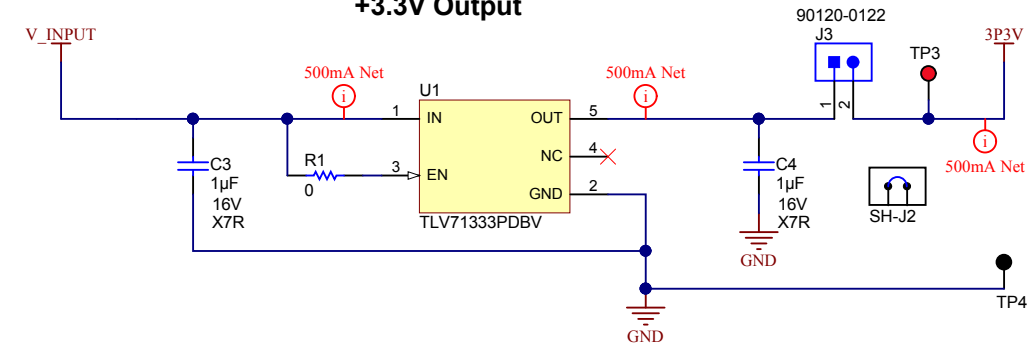 +3.3V Output
V_INPUT
90120-0122
J3
3P3V
TP3
500mA Net
i
U1
500mA Net
i
1
2
1
IN
OUT
5
i
500mA Net
C3
1µF
16V
X7R
R1
0
3
EN
NC
4
GND
2
TLV71333PDBV
C4
1µF
16V
X7R
GND
SH-J2
TP4
GND